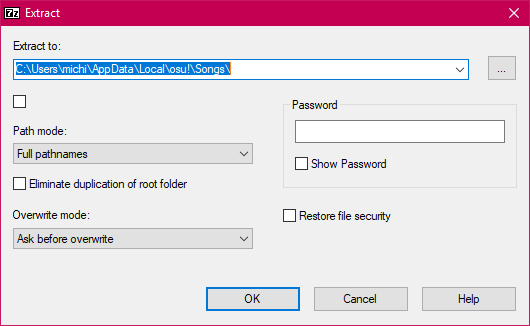 7z Extract
Extract to:
C:\Users\michi\AppData\Local\osu!\Songs\
...
Password
Path mode:
Full pathnames
Show Password
Eliminate duplication of root folder
Overwrite mode:
Restore file security
Ask before overwrite
OK Cancel Help